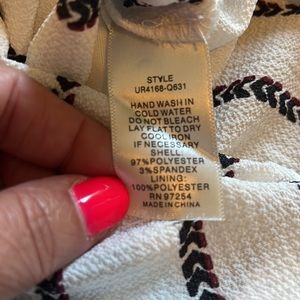 STYLE
UR4168-Q631
HAND WASH IN
COLD WATER
DO NOT BLEACH
LAY FLAT TO DRY
COOL IRON
IF NECESSARY
SHELL:
97%POLYESTER
3%SPANDEX
LINING:
100%POLYESTER
RN 97254
MADE IN CHINA